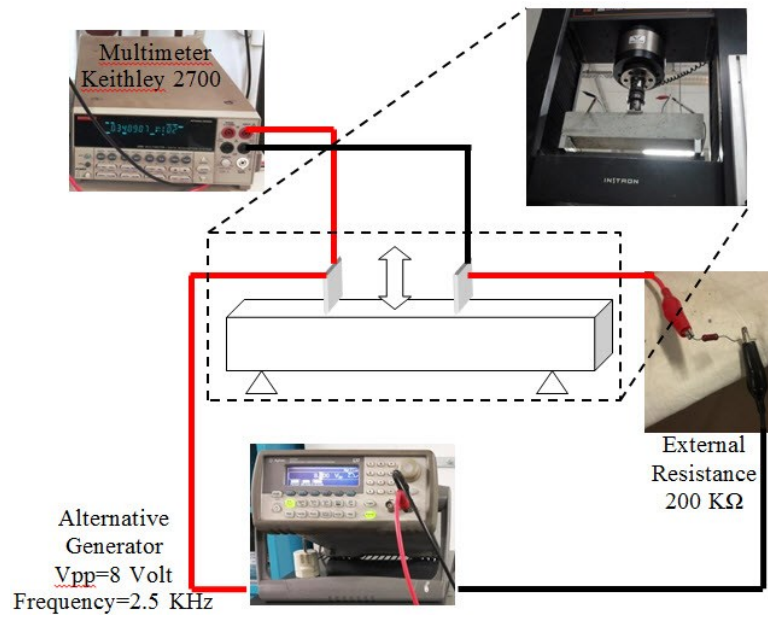 Multimeter
Keithley 2700
INSTRON
External
Resistance
200 KΩ
Alternative
Generator
Vpp=8 Volt
Frequency=2.5 KHz